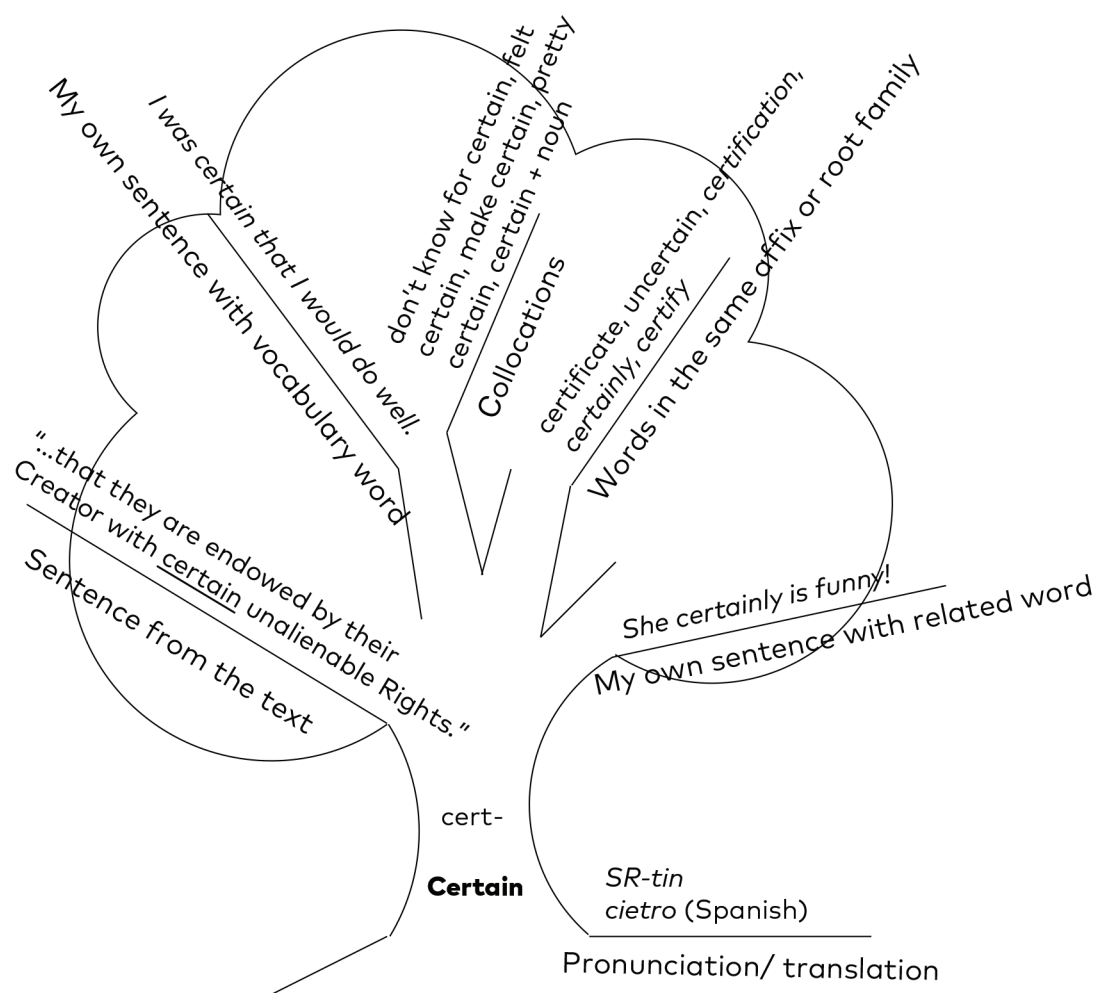 My own sentence with vocabulary word
I was certain that I would do well.
don't know for certain, felt
certain, make certain, pretty
certain, certain + noun
Collocations
certificate, uncertain, certification,
certainly, certify
Words in the same affix or root family
"...that they are endowed by their
Creator with certain unalienable Rights."
Sentence from the text
She certainly is funny!
My own sentence with related word
cert-
Certain
SR-tin
cietro (Spanish)
Pronunciation/ translation